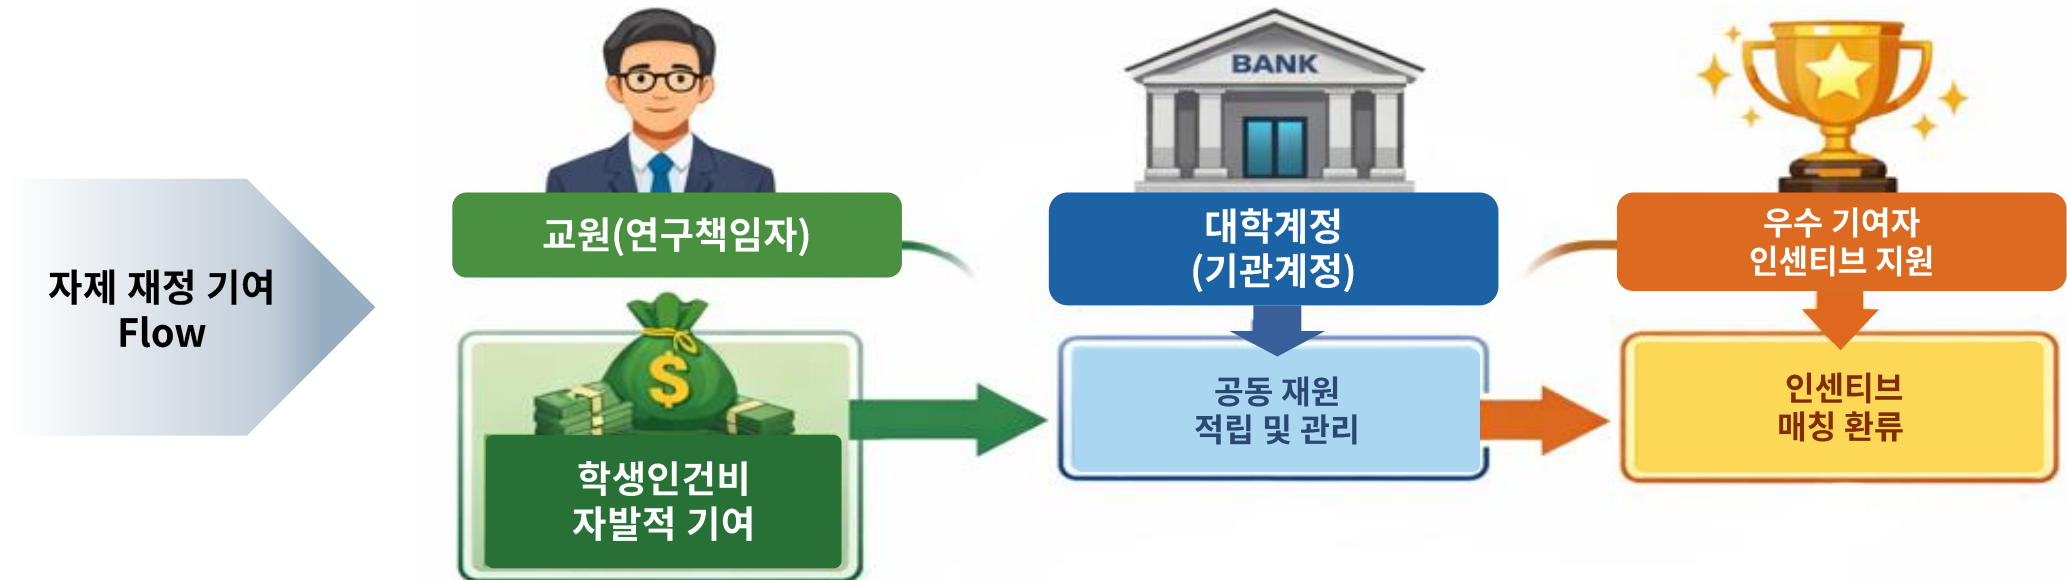 자제 재정 기여
Flow
교원(연구책임자)
$
학생인건비
자발적 기여
BANK
대학계정
(기관계정)
공동 재원
적립 및 관리
우수 기여자
인센티브 지원
인센티브
매칭 환류